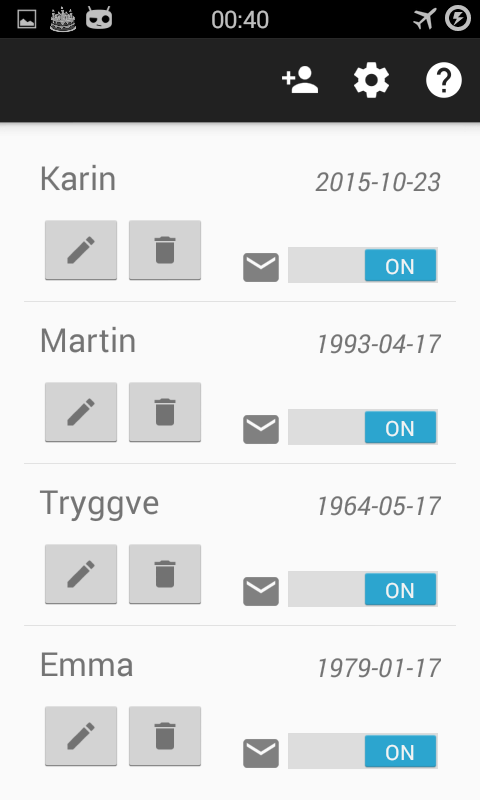 00:40
Karin 2015-10-23
ON
Martin 1993-04-17
ON
Tryggve 1964-05-17
ON
Emma 1979-01-17
ON